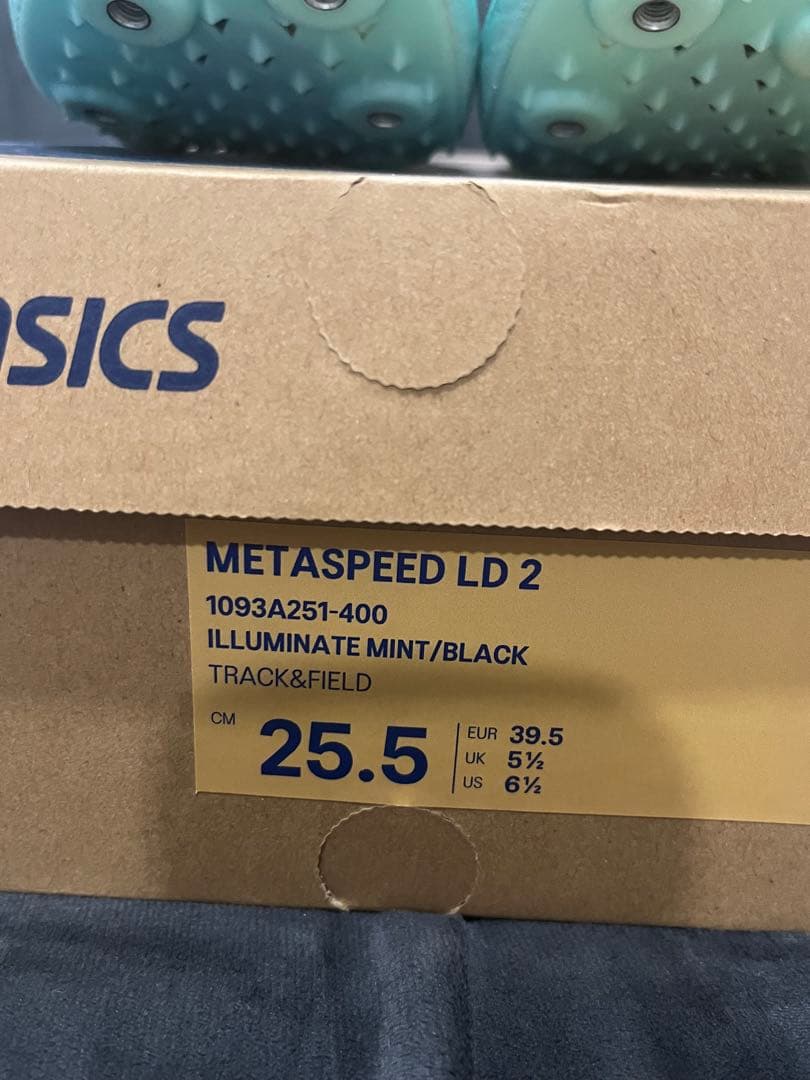 ASICS
METASPEED LD 2
1093A251-400
ILLUMINATE MINT/BLACK
TRACK&FIELD
CM 25.5
EUR 39.5
UK 5½
US 6½